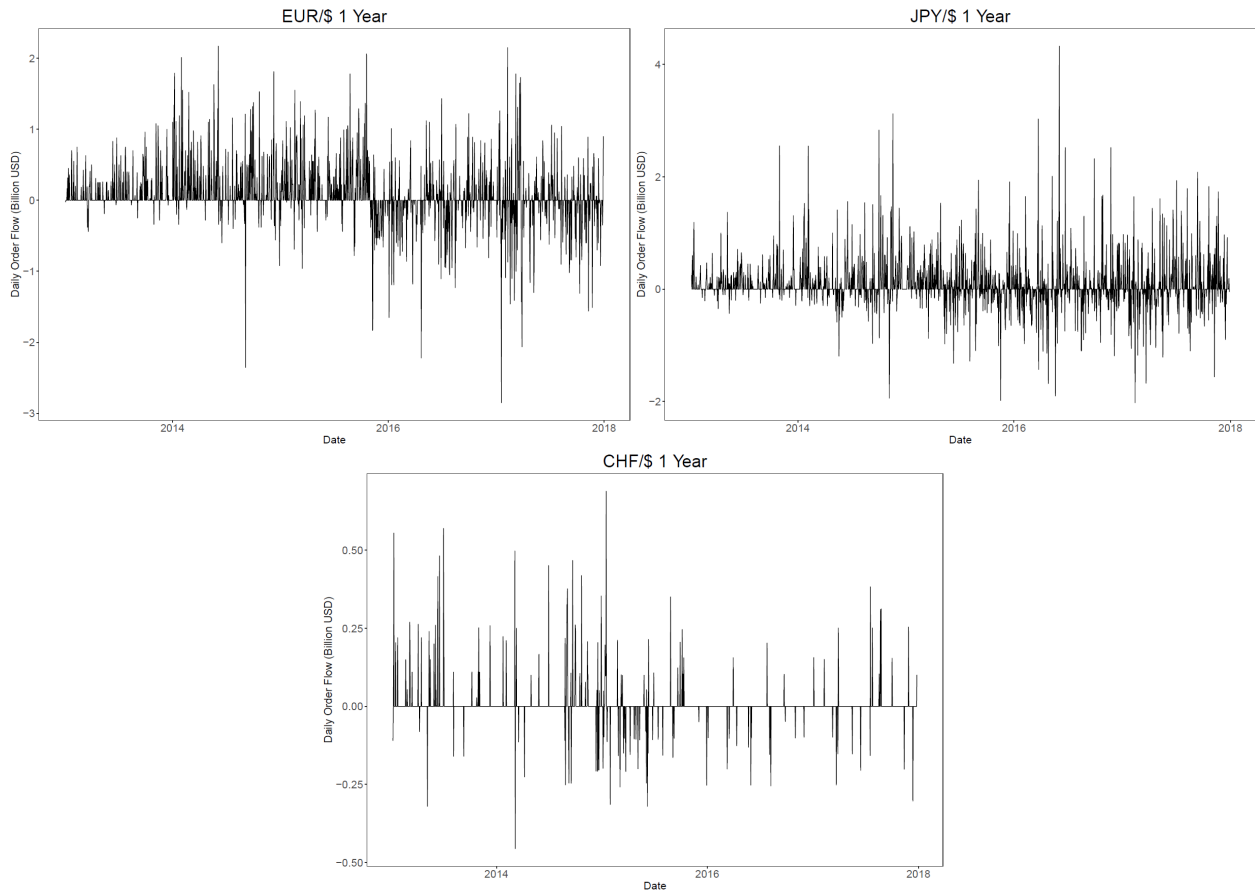 EUR/$ 1 Year
Daily Order Flow (Billion USD)
2
1
0
−1
−2
−3
2014
2016
2018
Date
JPY/$ 1 Year
Daily Order Flow (Billion USD)
4
2
0
−2
2014
2016
2018
Date
CHF/$ 1 Year
Daily Order Flow (Billion USD)
0.50
0.25
0.00
−0.25
−0.50
2014
2016
2018
Date